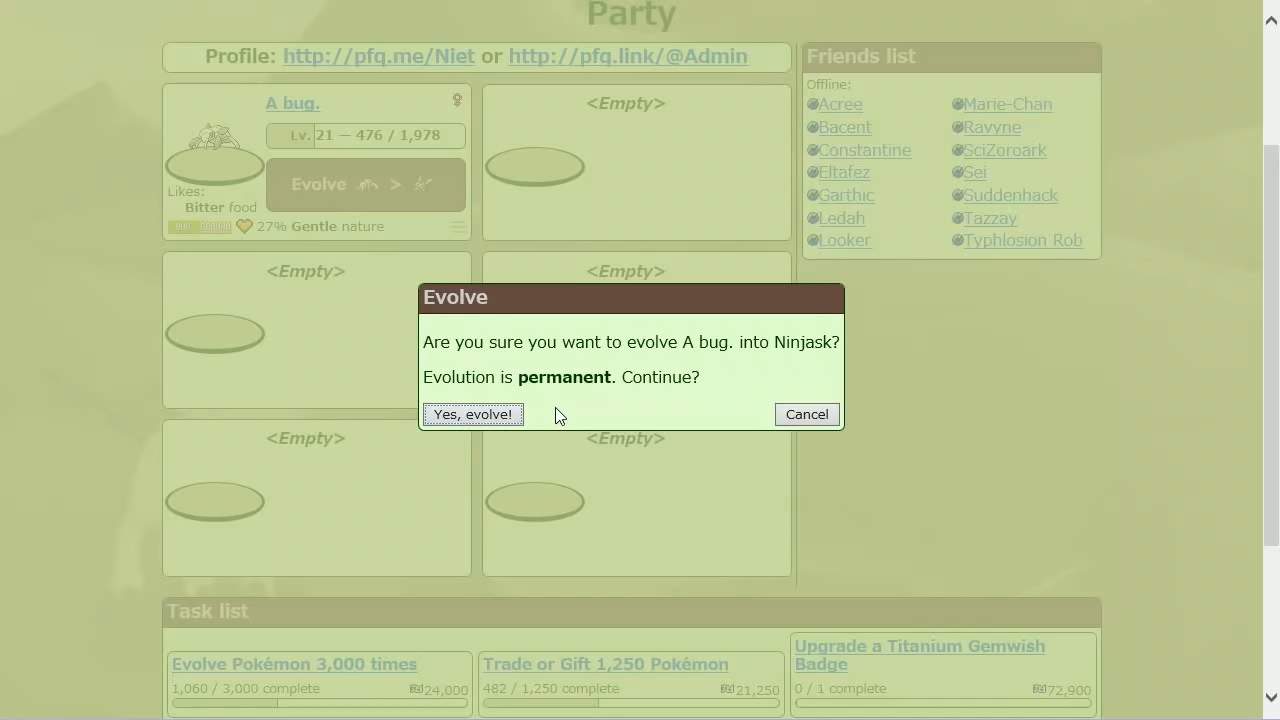 Party
Profile: http://pfq.me/Niet or http://pfq.link/@Admin
A bug.
Lv. 21 — 476 / 1,978
Evolve >
Likes:
Bitter food
27% Gentle nature
<Empty>
<Empty>
<Empty>
<Empty>
<Empty>
Friends list
Offline:
Acree
Marie-Chan
Bacent
Ravyne
Constantine
SciZoroark
Eltafez
Sei
Garthic
Suddenhack
Ledah
Tazzay
Looker
Typhlosion Rob
Evolve
Are you sure you want to evolve A bug. into Ninjask?
Evolution is permanent. Continue?
Yes, evolve!
Cancel
Task list
Evolve Pokémon 3,000 times
1,060 / 3,000 complete
24,000
Trade or Gift 1,250 Pokémon
482 / 1,250 complete
21,250
Upgrade a Titanium Gemwish
Badge
0 / 1 complete
72,900